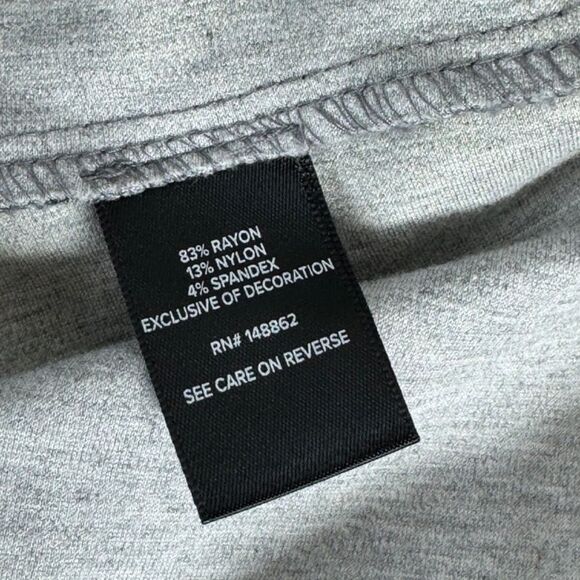 83% RAYON
13% NYLON
4% SPANDEX
EXCLUSIVE OF DECORATION
RN# 148862
SEE CARE ON REVERSE